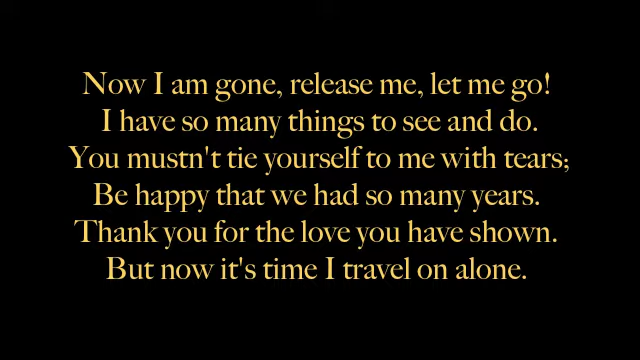 Now I am gone, release me, let me go!
I have so many things to see and do.
You mustn't tie yourself to me with tears;
Be happy that we had so many years.
Thank you for the love you have shown.
But now it's time I travel on alone.